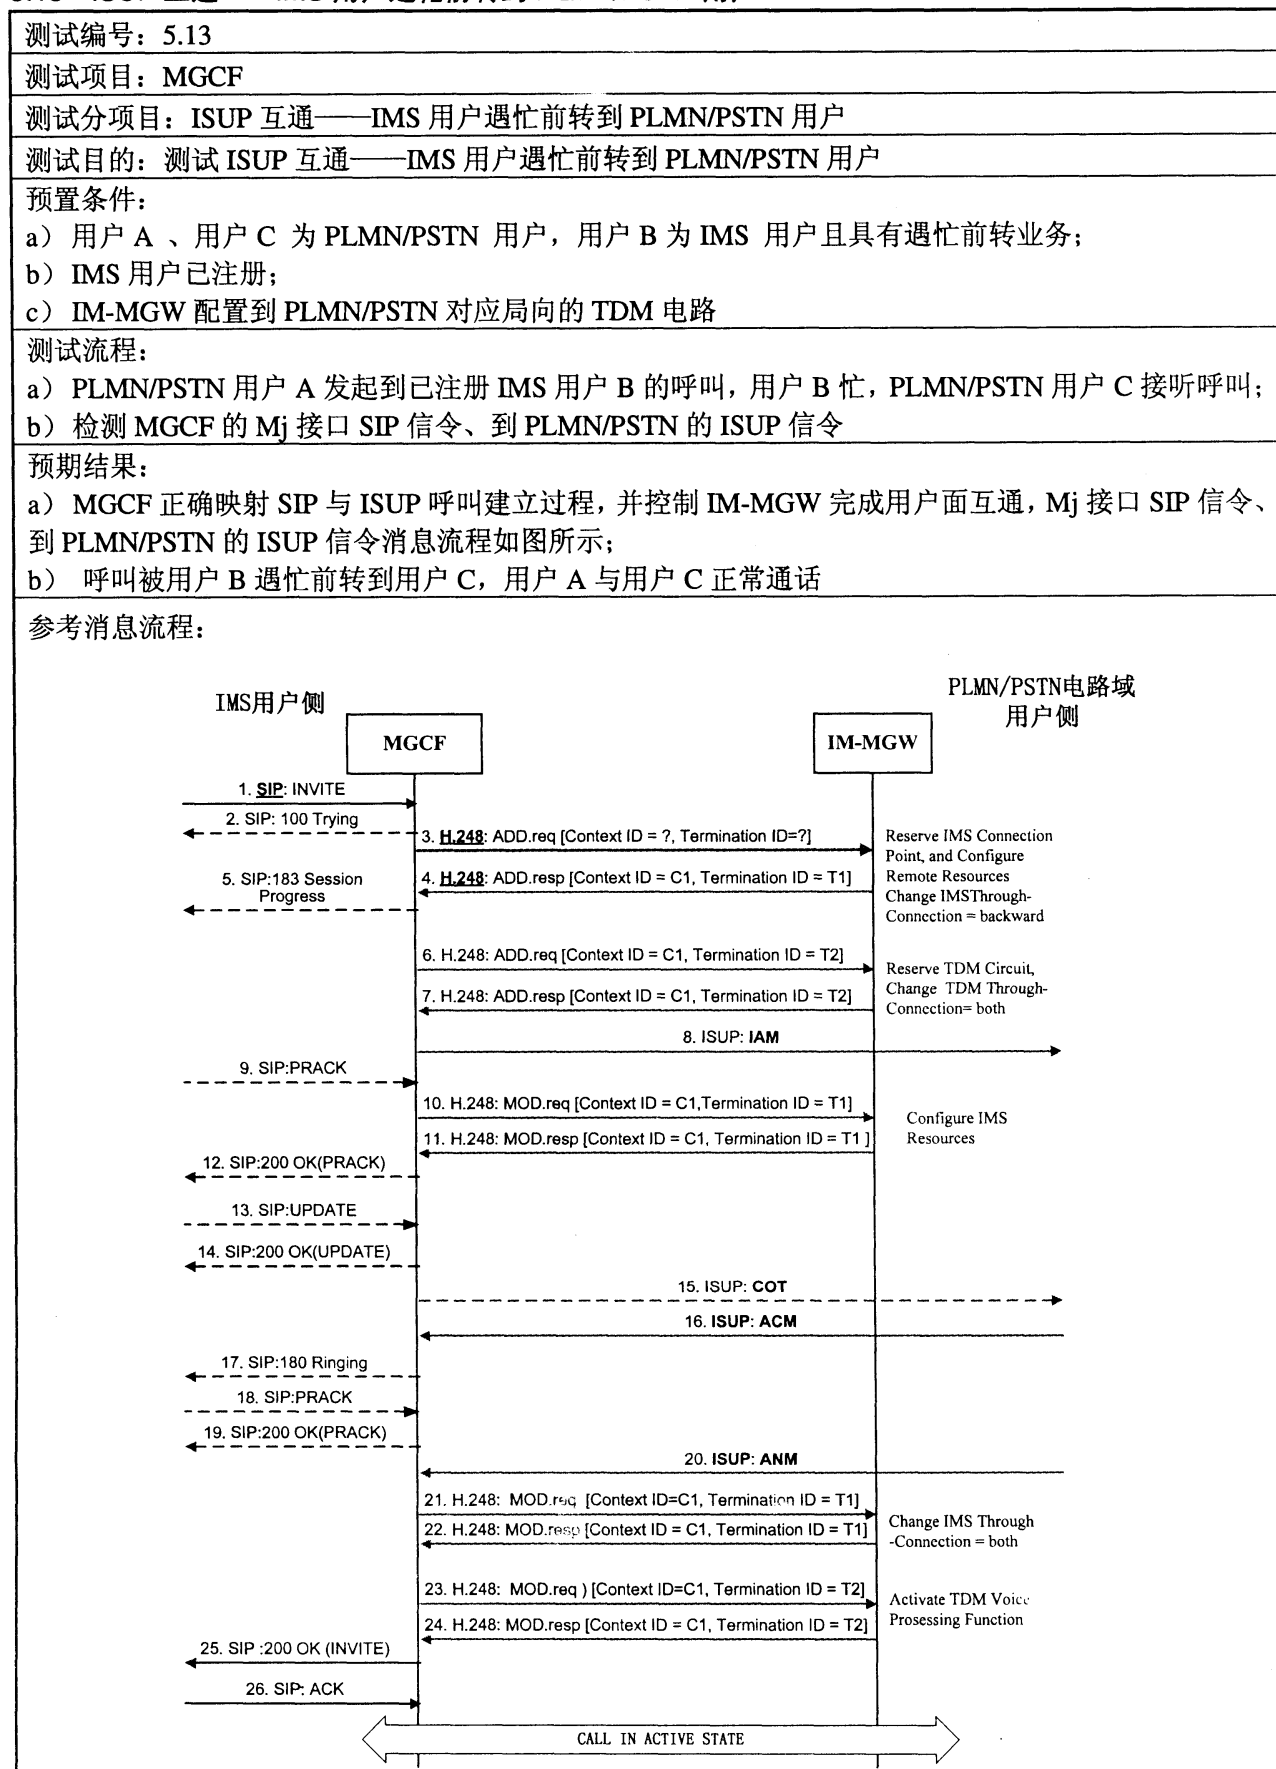 测试编号：5.13
测试项目：MGCF
测试分项目：ISUP 互通——IMS 用户遇忙前转到 PLMN/PSTN 用户
测试目的：测试 ISUP 互通——IMS 用户遇忙前转到 PLMN/PSTN 用户
预置条件：
a） 用户 A 、用户 C 为 PLMN/PSTN 用户，用户 B 为 IMS 用户且具有遇忙前转业务；
b） IMS 用户已注册；
c） IM-MGW 配置到 PLMN/PSTN 对应局向的 TDM 电路
测试流程：
a） PLMN/PSTN 用户 A 发起到已注册 IMS 用户 B 的呼叫，用户 B 忙，PLMN/PSTN 用户 C 接听呼叫；
b） 检测 MGCF 的 Mj 接口 SIP 信令、到 PLMN/PSTN 的 ISUP 信令
预期结果：
a） MGCF 正确映射 SIP 与 ISUP 呼叫建立过程，并控制 IM-MGW 完成用户面互通，Mj 接口 SIP 信令、
到 PLMN/PSTN 的 ISUP 信令消息流程如图所示；
b） 呼叫被用户 B 遇忙前转到用户 C，用户 A 与用户 C 正常通话
参考消息流程：
IMS用户侧
PLMN/PSTN电路域
用户侧
MGCF
IM-MGW
1. SIP: INVITE
2. SIP: 100 Trying
3. H.248: ADD.req [Context ID = ?, Termination ID=?]
4. H.248: ADD.resp [Context ID = C1, Termination ID = T1]
Reserve IMS Connection
Point, and Configure
Remote Resources
Change IMSThrough-
Connection = backward
5. SIP:183 Session
Progress
6. H.248: ADD.req [Context ID = C1, Termination ID = T2]
7. H.248: ADD.resp [Context ID = C1, Termination ID = T2]
Reserve TDM Circuit,
Change TDM Through-
Connection= both
8. ISUP: IAM
9. SIP:PRACK
10. H.248: MOD.req [Context ID = C1,Termination ID = T1]
11. H.248: MOD.resp [Context ID = C1, Termination ID = T1 ]
Configure IMS
Resources
12. SIP:200 OK(PRACK)
13. SIP:UPDATE
14. SIP:200 OK(UPDATE)
15. ISUP: COT
16. ISUP: ACM
17. SIP:180 Ringing
18. SIP:PRACK
19. SIP:200 OK(PRACK)
20. ISUP: ANM
21. H.248: MOD.req [Context ID=C1, Termination ID = T1]
22. H.248: MOD.resp [Context ID = C1, Termination ID = T1]
Change IMS Through
-Connection = both
23. H.248: MOD.req ) [Context ID=C1, Termination ID = T2]
24. H.248: MOD.resp [Context ID = C1, Termination ID = T2]
Activate TDM Voice
Prosessing Function
25. SIP :200 OK (INVITE)
26. SIP: ACK
CALL IN ACTIVE STATE